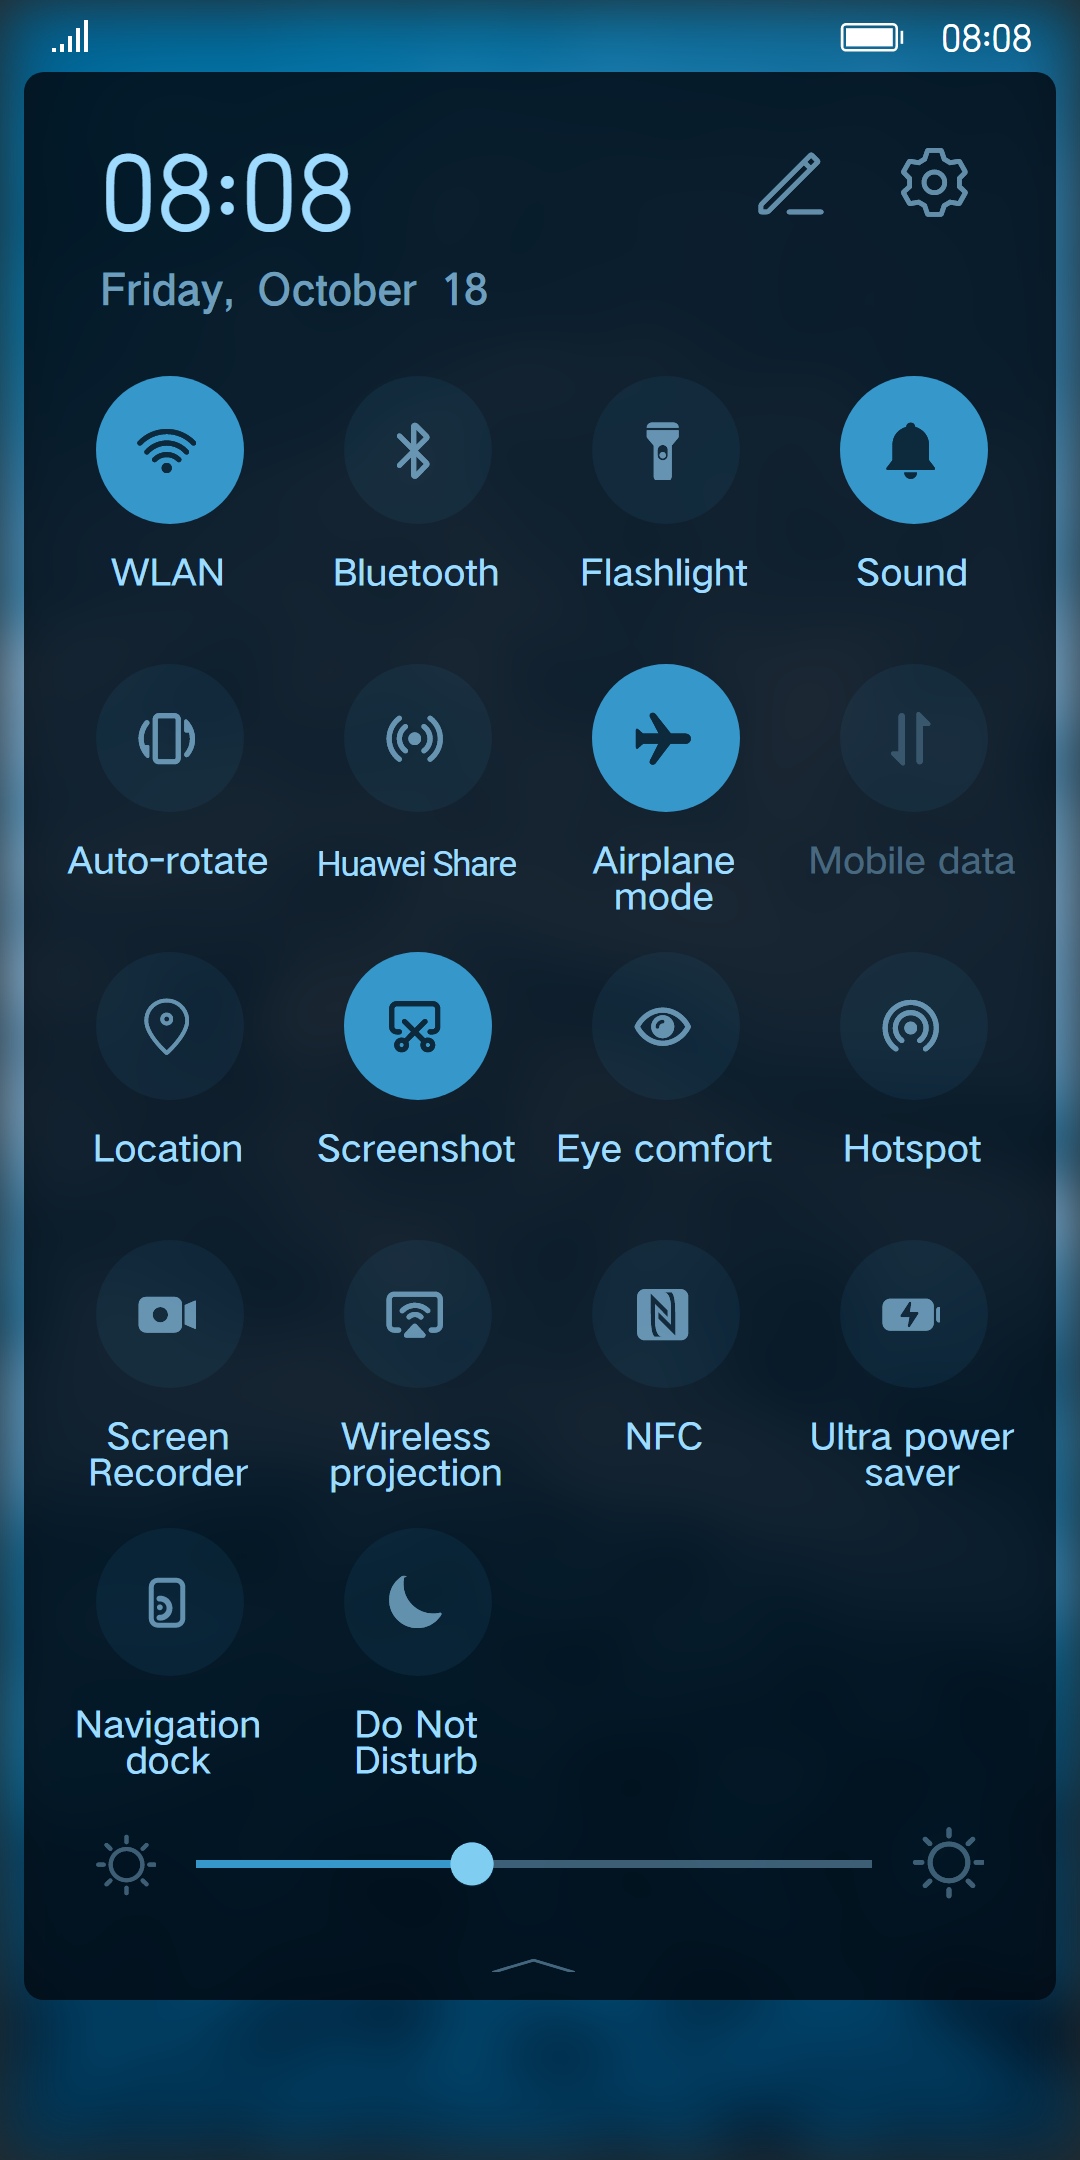 08:08
08:08
Friday, October 18
WLAN Bluetooth Flashlight Sound
Auto-rotate Huawei Share Airplane mode Mobile data
Location Screenshot Eye comfort Hotspot
Screen Recorder Wireless projection NFC Ultra power saver
Navigation dock Do Not Disturb